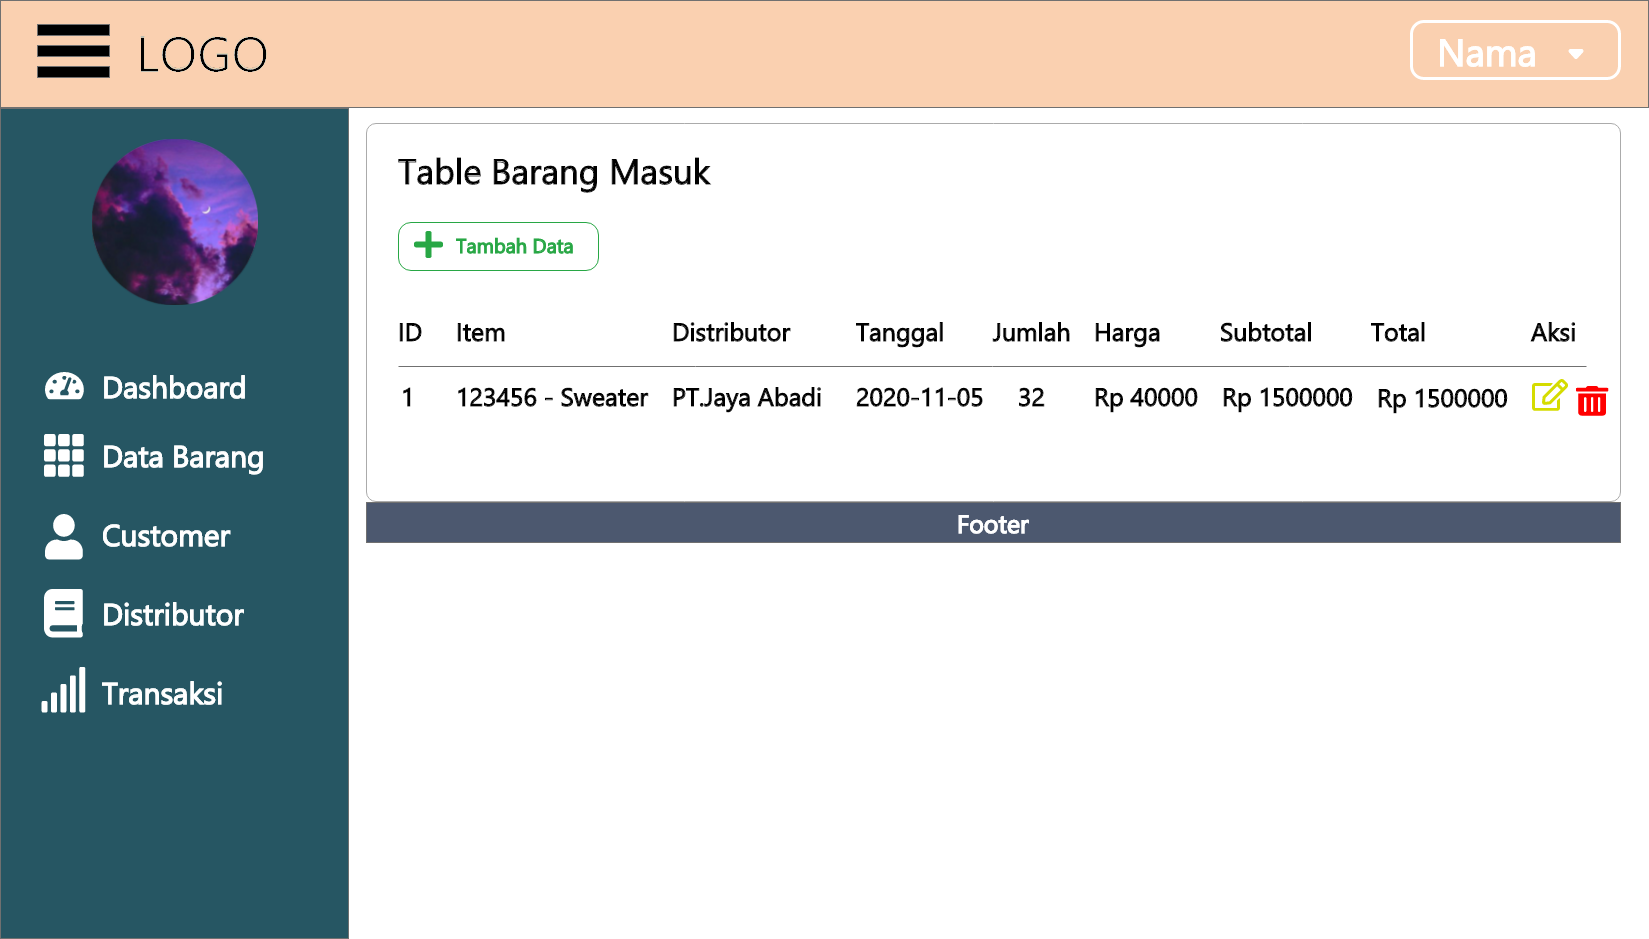 LOGO
Nama
Dashboard
Data Barang
Customer
Distributor
Transaksi
Table Barang Masuk
Tambah Data
ID Item Distributor Tanggal Jumlah Harga Subtotal Total Aksi
1 123456 - Sweater PT.Jaya Abadi 2020-11-05 32 Rp 40000 Rp 1500000 Rp 1500000
Footer